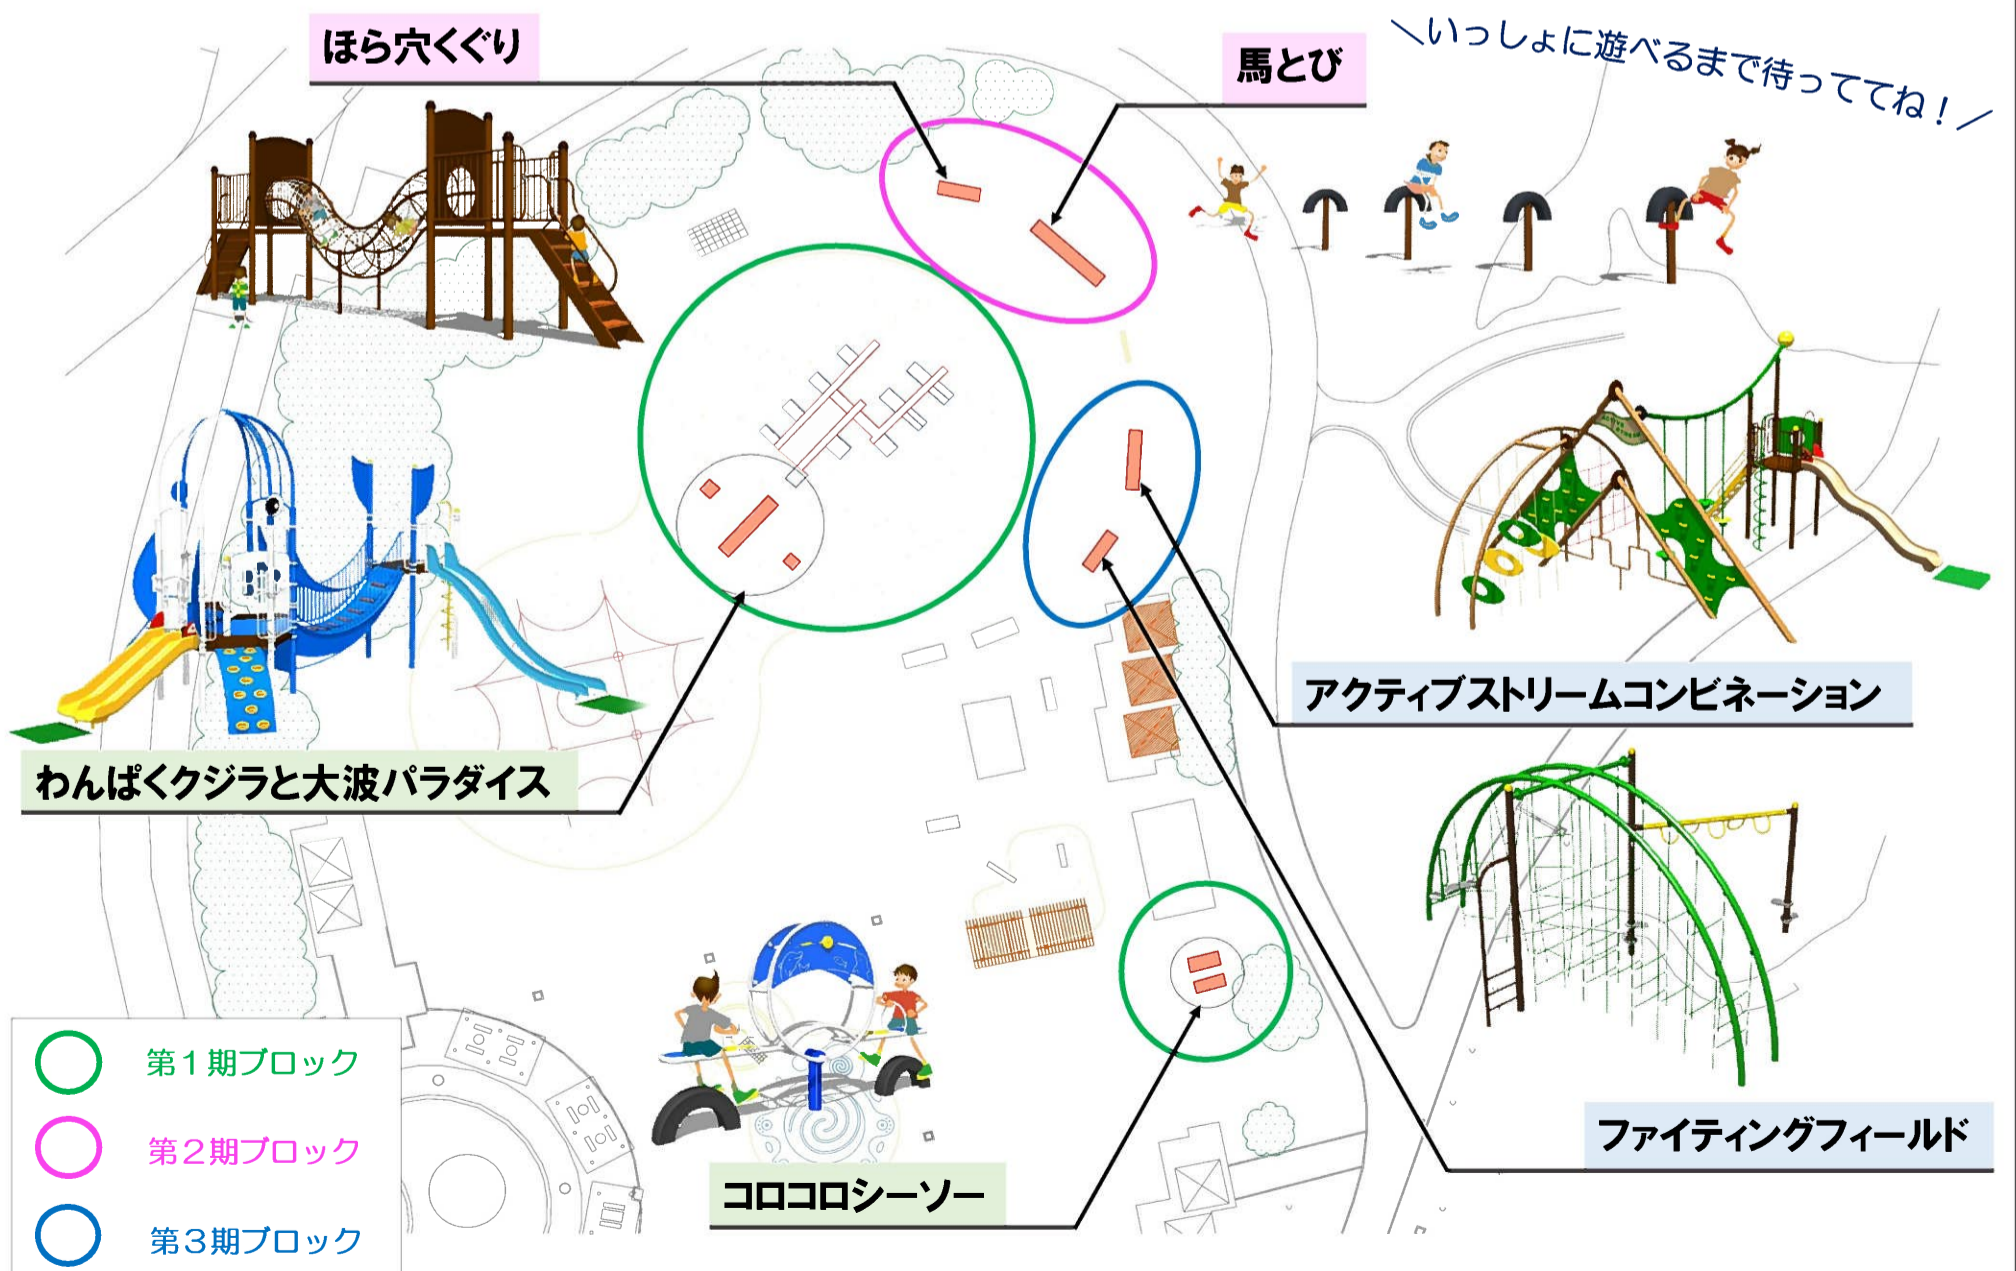 ほら穴くぐり
馬とび
＼いっしょに遊べるまで待っててね！／
アクティブストリームコンビネーション
わんぱくクジラと大波パラダイス
ファイティングフィールド
コロコロシーソー
第１期ブロック
第２期ブロック
第３期ブロック